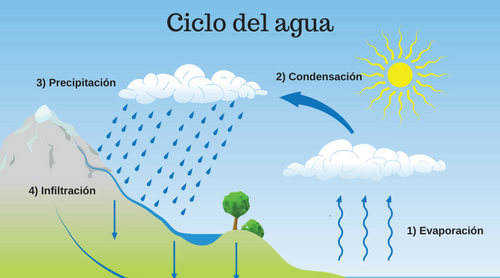 Ciclo del agua
3) Precipitación
2) Condensación
4) Infiltración
1) Evaporación